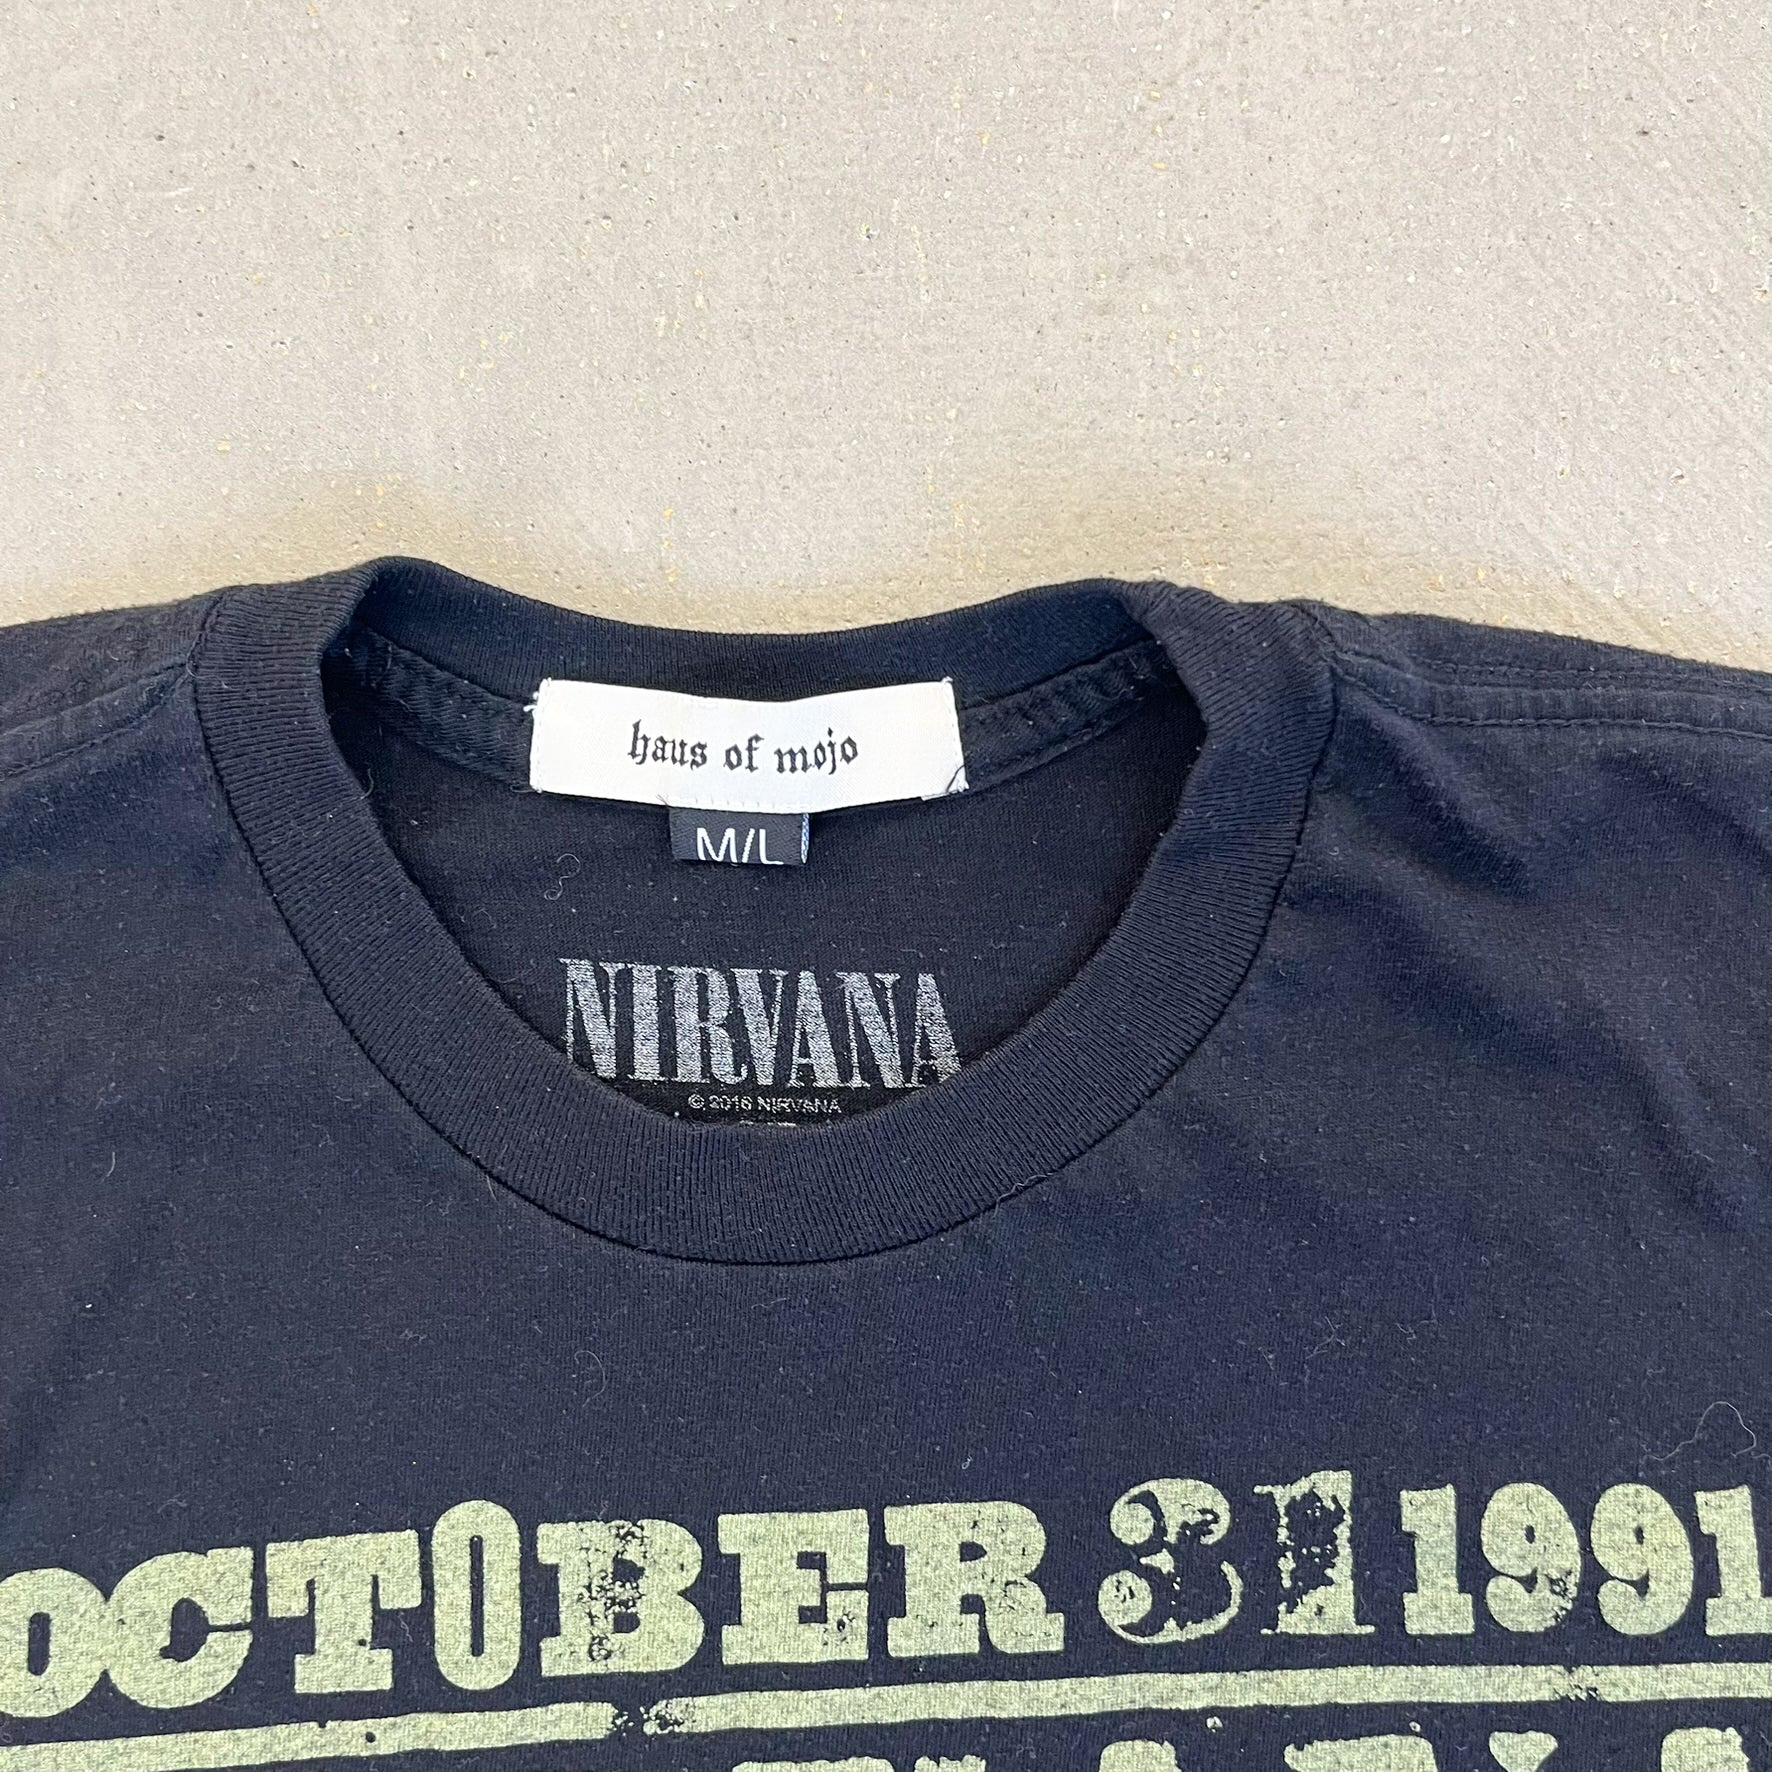 haus of mojo
M/L
NIRVANA
© 2016 NIRVANA
OCTOBER 31 1991